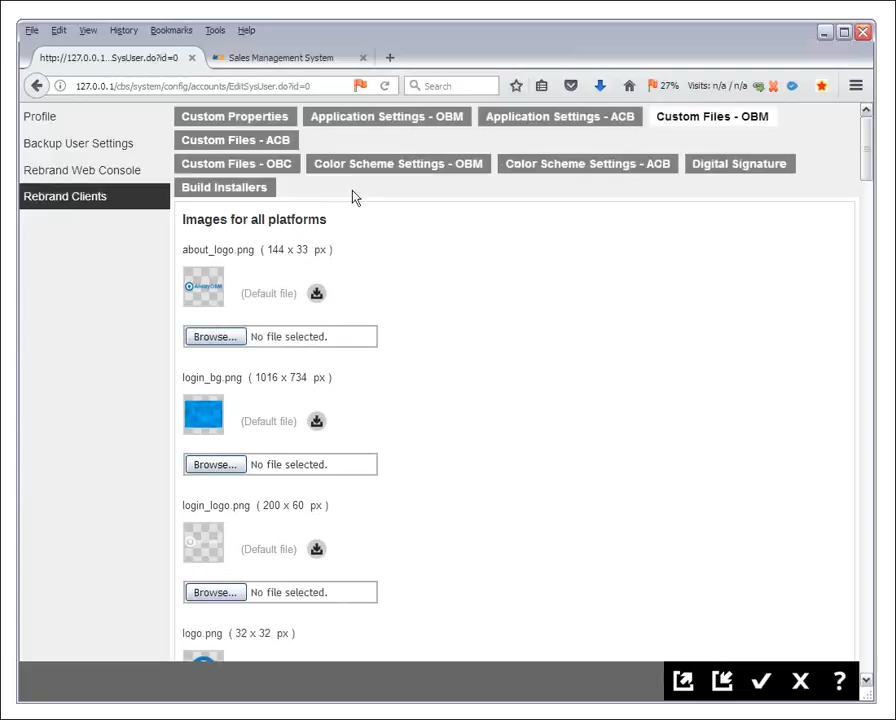 File Edit View History Bookmarks Tools Help
http://127.0.0.1...SysUser.do?id=0 Sales Management System
127.0.0.1/cbs/system/config/accounts/EditSysUser.do?id=0 Search 27% Visits: n/a / n/a
Profile
Backup User Settings
Rebrand Web Console
Rebrand Clients
Custom Properties Application Settings - OBM Application Settings - ACB Custom Files - OBM
Custom Files - ACB
Custom Files - OBC Color Scheme Settings - OBM Color Scheme Settings - ACB Digital Signature
Build Installers
Images for all platforms
about_logo.png ( 144 x 33 px )
AhsayOBM
(Default file)
Browse... No file selected.
login_bg.png ( 1016 x 734 px )
(Default file)
Browse... No file selected.
login_logo.png ( 200 x 60 px )
(Default file)
Browse... No file selected.
logo.png ( 32 x 32 px )
?